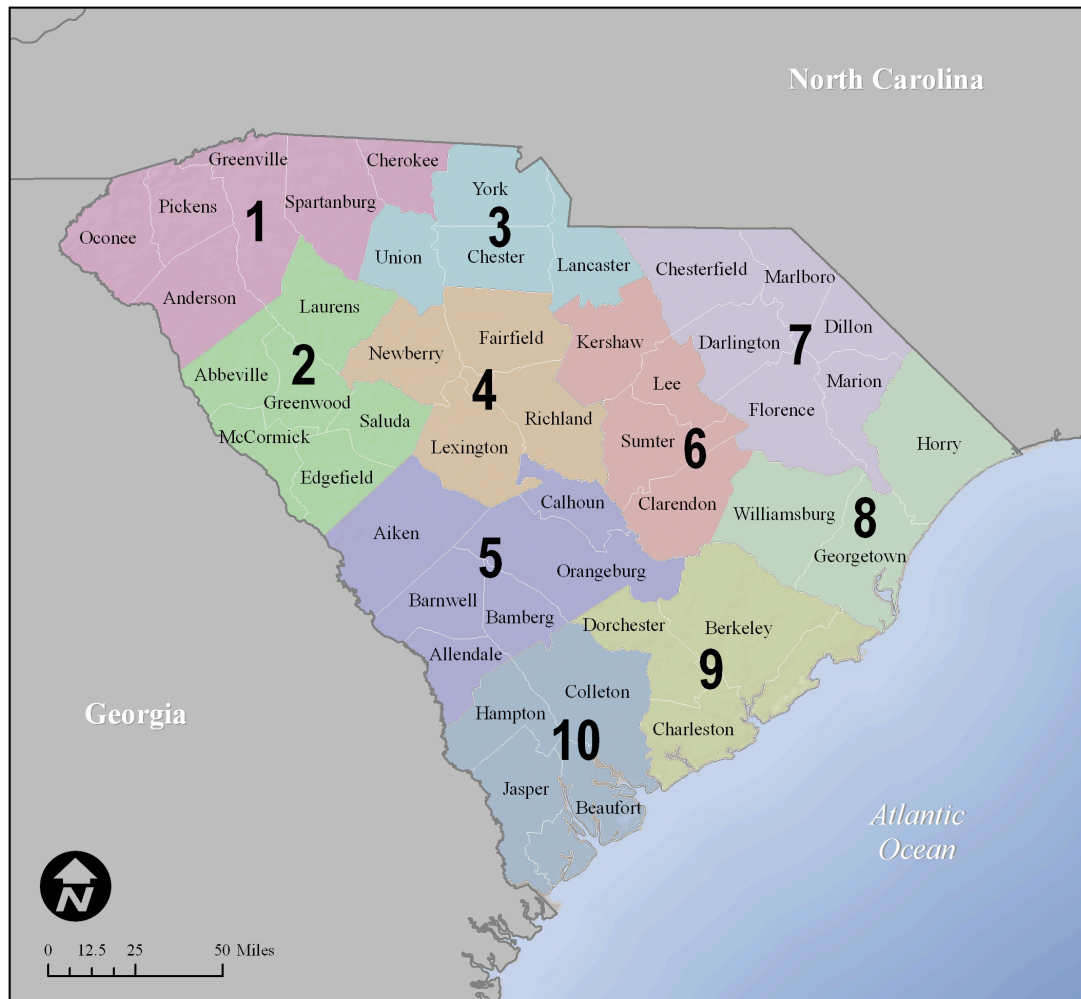 North Carolina
Greenville
Cherokee
Pickens
Spartanburg
York
1
3
Oconee
Union
Chester
Lancaster
Chesterfield
Marlboro
Anderson
Laurens
Fairfield
Kershaw
Darlington
7
Dillon
2
Newberry
4
Abbeville
Lee
Marion
Greenwood
Saluda
Richland
Florence
McCormick
Lexington
Sumter
6
Horry
Edgefield
Calhoun
Clarendon
Williamsburg
8
Aiken
5
Orangeburg
Georgetown
Barnwell
Bamberg
Dorchester
Berkeley
Allendale
9
Georgia
Hampton
Colleton
10
Charleston
Jasper
Beaufort
Atlantic
Ocean
N
0 12.5 25 50 Miles